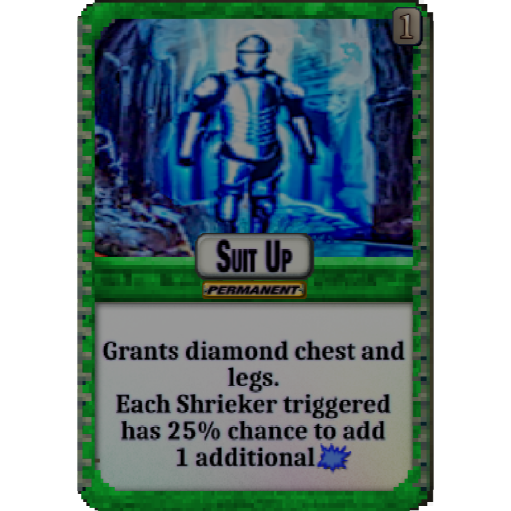 1
Suit Up
-PERMANENT-
Grants diamond chest and
legs.
Each Shrieker triggered
has 25% chance to add
1 additional